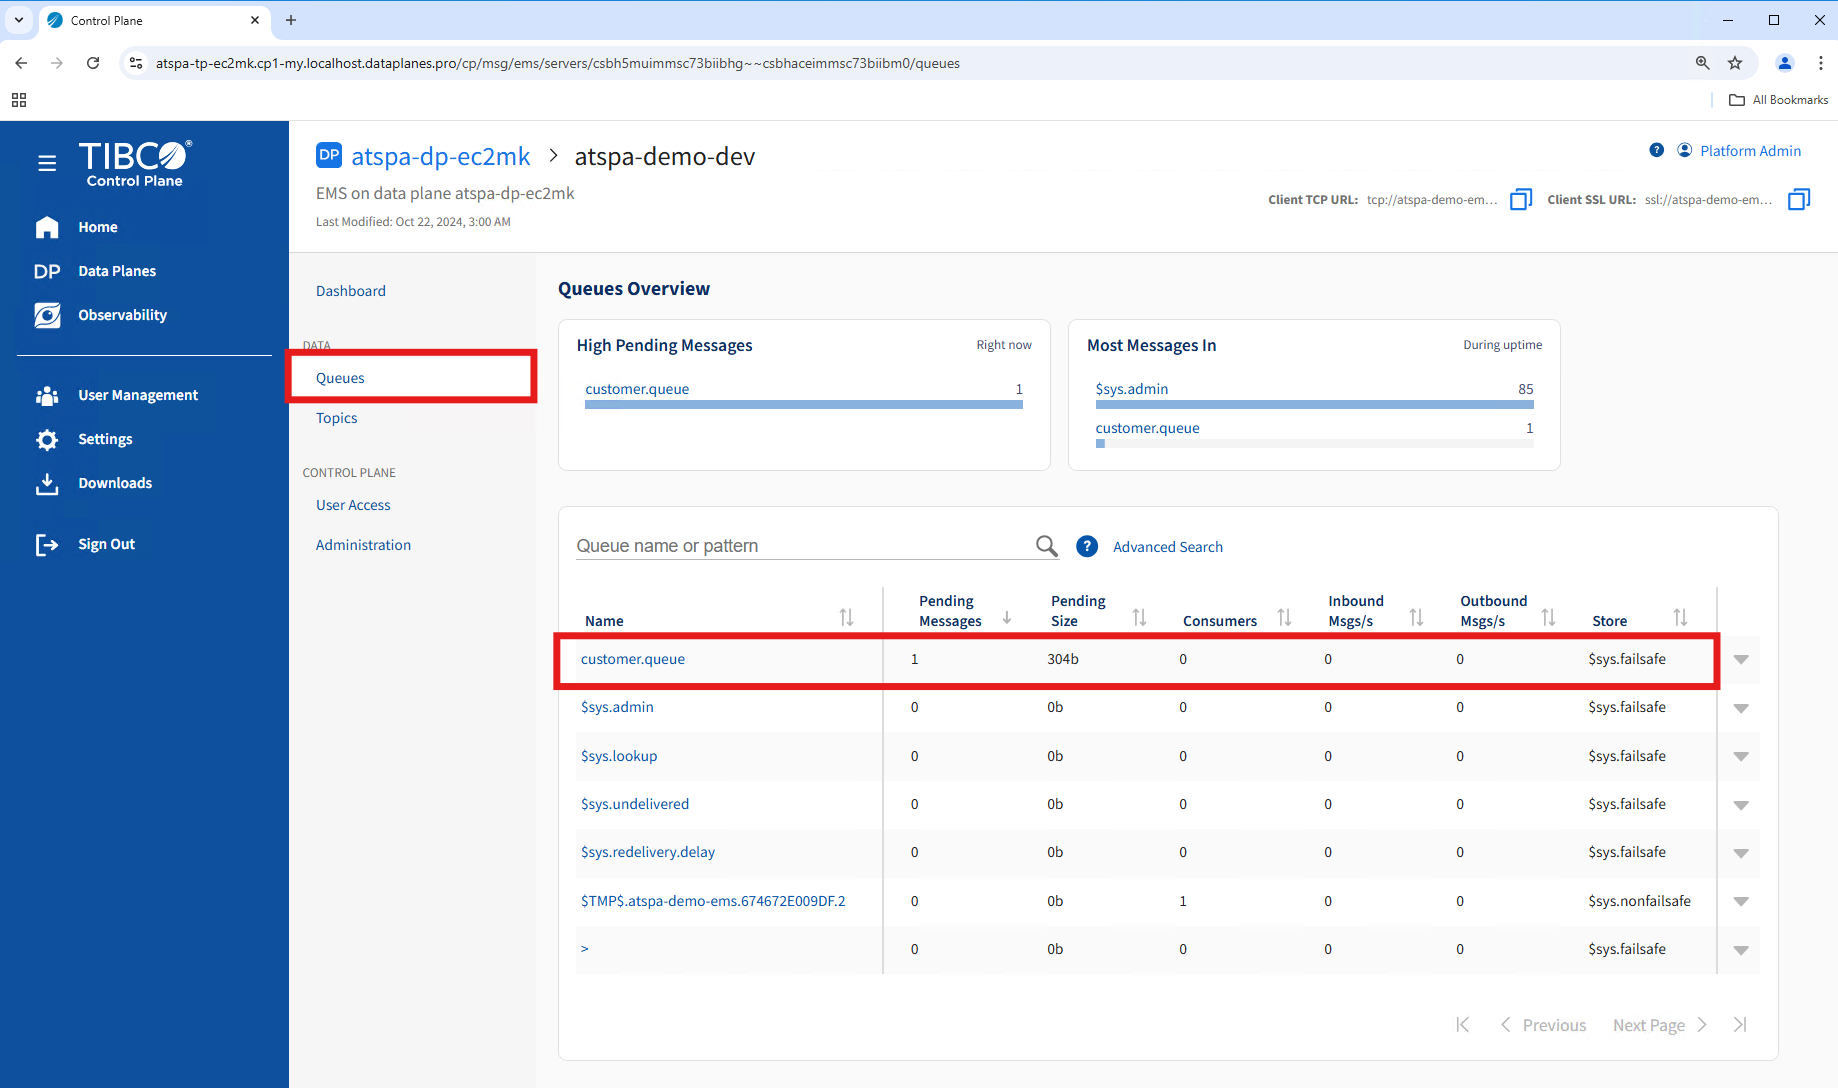 Control Plane
atspa-tp-ec2mk.cp1-my.localhost.dataplanes.pro/cp/msg/ems/servers/csbh5muimmsc73biibhg~~csbhaceimmsc73biibm0/queues
All Bookmarks
TIBCO®
Control Plane
Home
DP Data Planes
Observability
User Management
Settings
Downloads
Sign Out
DP atspa-dp-ec2mk > atspa-demo-dev
EMS on data plane atspa-dp-ec2mk
Last Modified: Oct 22, 2024, 3:00 AM
? Platform Admin
Client TCP URL: tcp://atspa-demo-em... Client SSL URL: ssl://atspa-demo-em...
Dashboard
DATA
Queues
Topics
CONTROL PLANE
User Access
Administration
Queues Overview
High Pending Messages Right now
customer.queue 1
Most Messages In During uptime
$sys.admin 85
customer.queue 1
Queue name or pattern ? Advanced Search
Name Pending Messages Pending Size Consumers Inbound Msgs/s Outbound Msgs/s Store
customer.queue 1 304b 0 0 0 $sys.failsafe
$sys.admin 0 0b 0 0 0 $sys.failsafe
$sys.lookup 0 0b 0 0 0 $sys.failsafe
$sys.undelivered 0 0b 0 0 0 $sys.failsafe
$sys.redelivery.delay 0 0b 0 0 0 $sys.failsafe
$TMP$.atspa-demo-ems.674672E009DF.2 0 0b 1 0 0 $sys.nonfailsafe
> 0 0b 0 0 0 $sys.failsafe
Previous Next Page